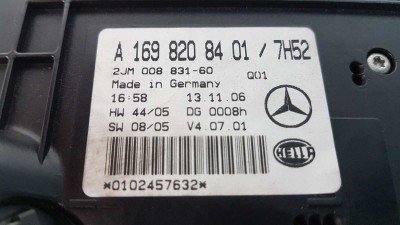 A 169 820 84 01 / 7H52
2JM 008 831-60 Q01
Made in Germany
16:58 13.11.06
HW 44/05 DG 0008h
SW 08/05 V4.07.01
HELLA
*0102457632*